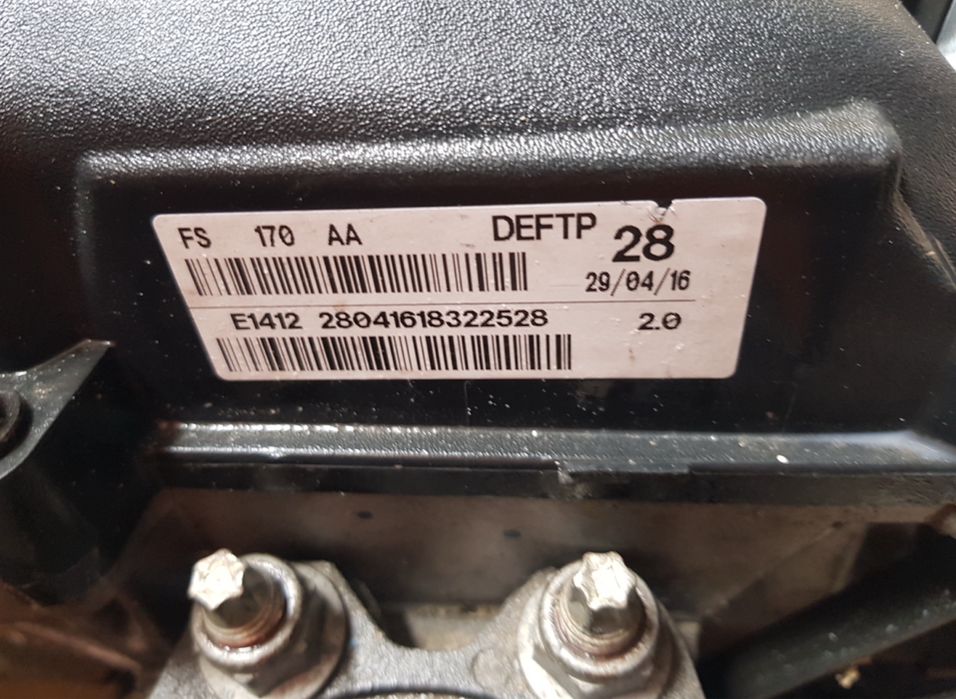 FS 170 AA DEFTP 28
29/04/16
E1412 28041618322528 2.0